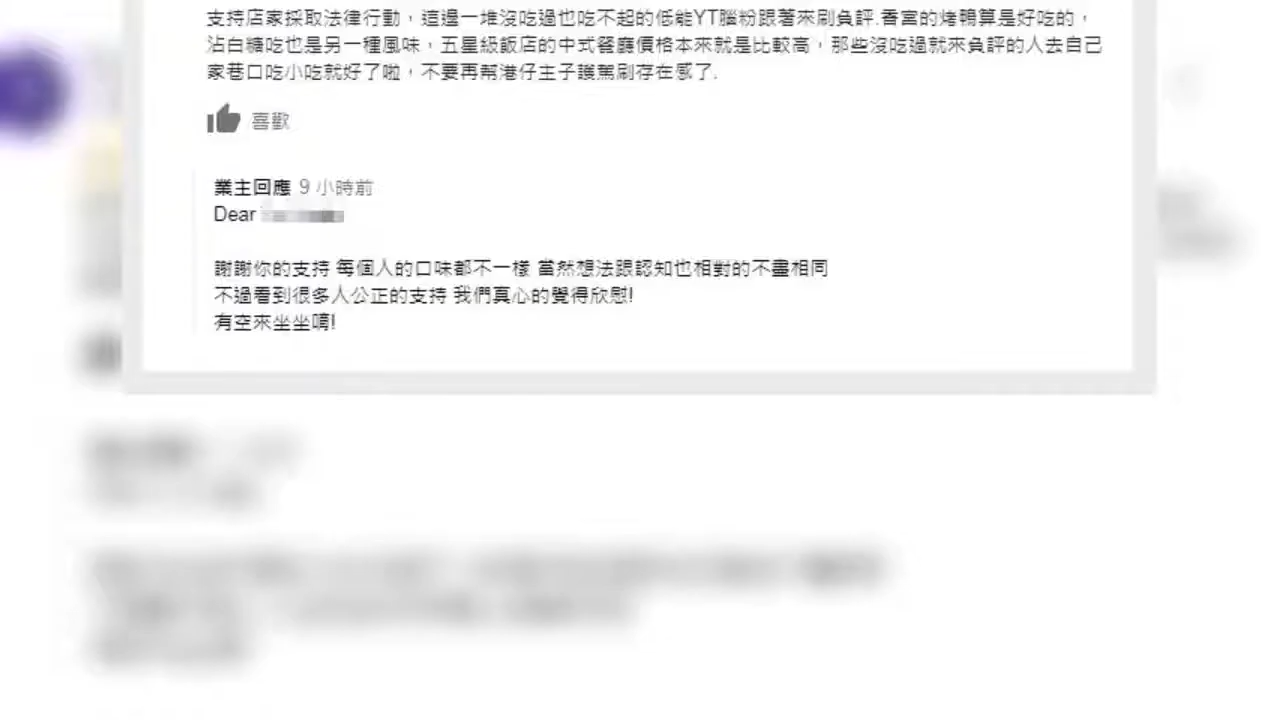 支持店家採取法律行動，這邊一堆沒吃過也吃不起的低能YT腦粉跟著來刷負評.香宮的烤鴨算是好吃的，
沾白糖吃也是另一種風味，五星級飯店的中式餐廳價格本來就是比較高，那些沒吃過就來負評的人去自己
家巷口吃小吃就好了啦，不要再幫港仔主子護駕刷存在感了.
喜歡
業主回應 9 小時前
Dear
謝謝你的支持 每個人的口味都不一樣 當然想法跟認知也相對的不盡相同
不過看到很多人公正的支持 我們真心的覺得欣慰!
有空來坐坐唷!